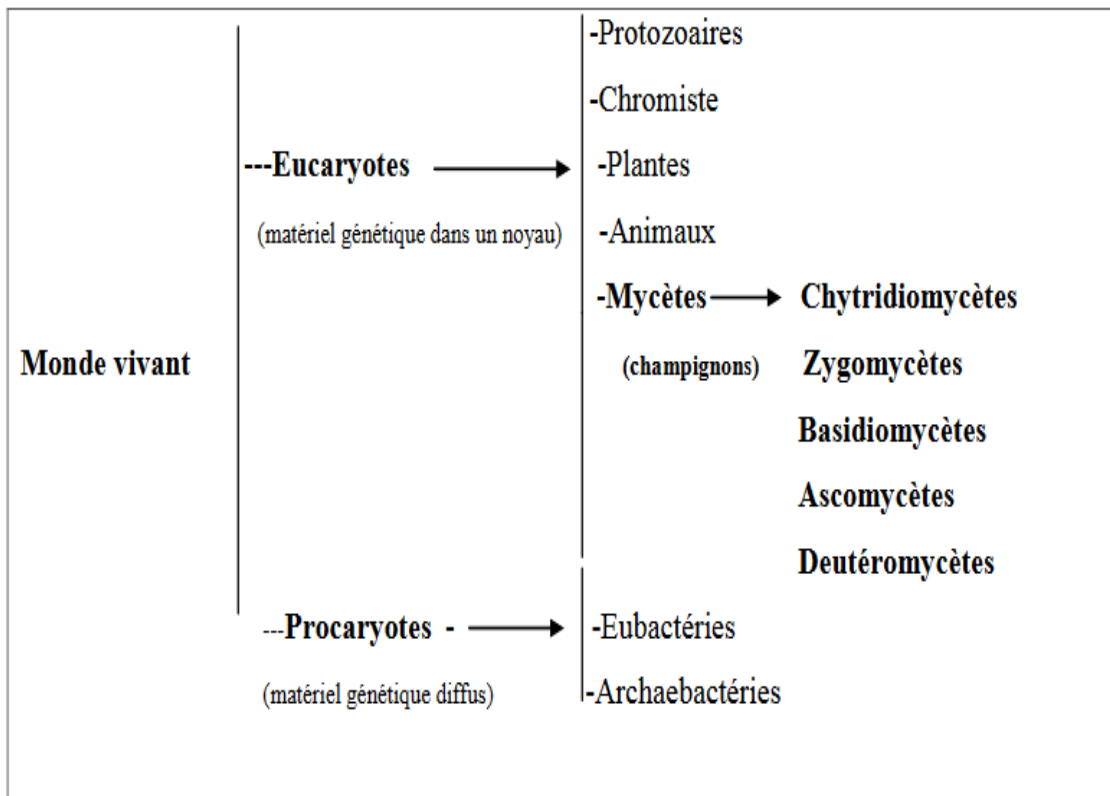 -Protozoaires
-Chromiste
---Eucaryotes
-Plantes
(matériel génétique dans un noyau)
-Animaux
-Mycètes
Chytridiomycètes
Monde vivant
(champignons)
Zygomycètes
Basidiomycètes
Ascomycètes
Deutéromycètes
---Procaryotes -
-Eubactéries
(matériel génétique diffus)
-Archaebactéries